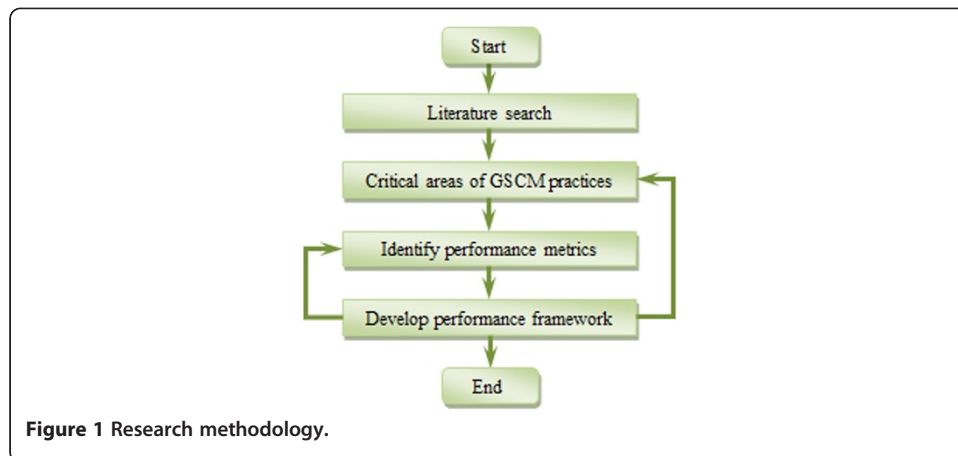 Start
Literature search
Critical areas of GSCM practices
Identify performance metrics
Develop performance framework
End
Figure 1 Research methodology.